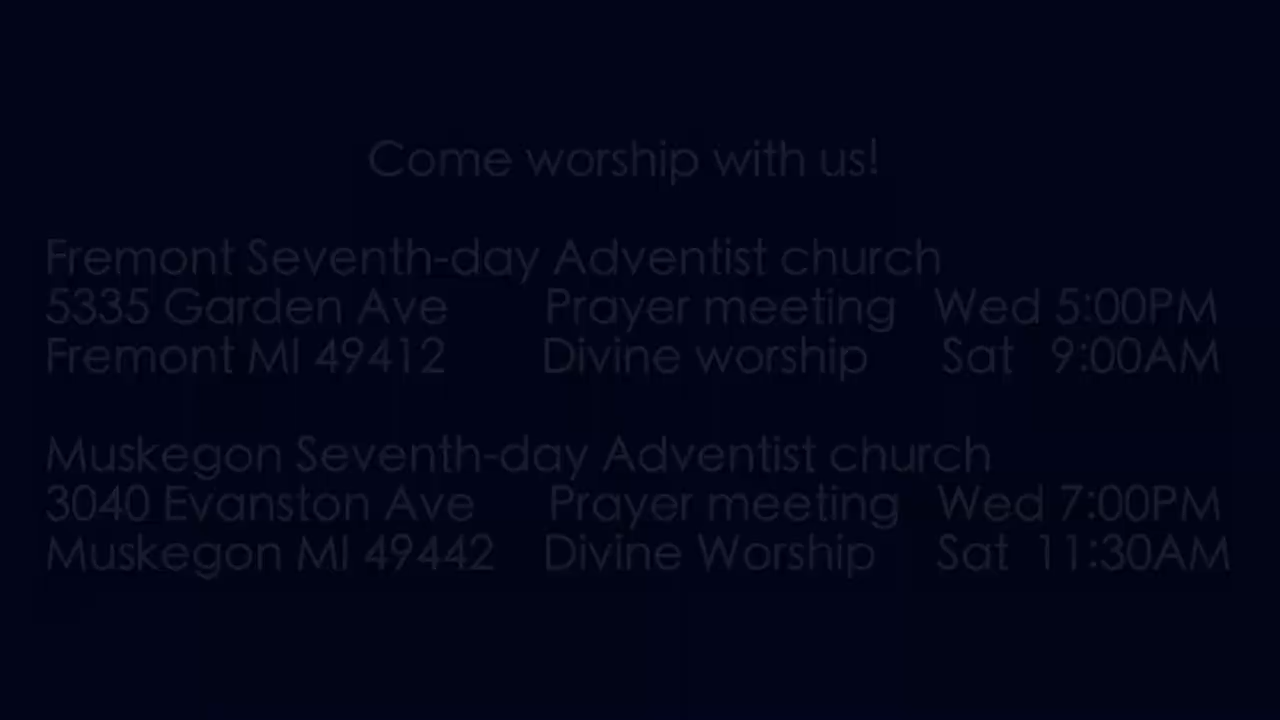 Come worship with us!
Fremont Seventh-day Adventist church
5335 Garden Ave Prayer meeting Wed 5:00PM
Fremont MI 49412 Divine worship Sat 9:00AM
Muskegon Seventh-day Adventist church
3040 Evanston Ave Prayer meeting Wed 7:00PM
Muskegon MI 49442 Divine Worship Sat 11:30AM